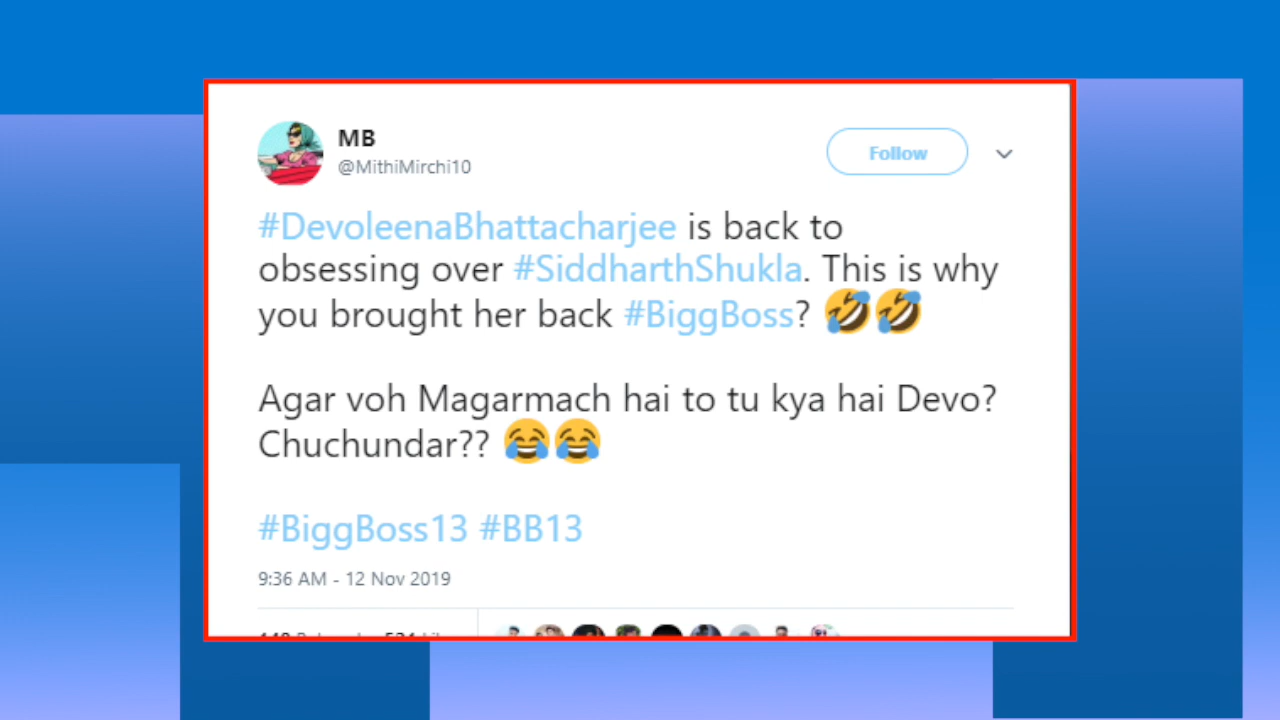 MB
@MithiMirchi10
Follow
#DevoleenaBhattacharjee is back to
obsessing over #SiddharthShukla. This is why
you brought her back #BiggBoss? 🤣🤣
Agar voh Magarmach hai to tu kya hai Devo?
Chuchundar?? 😂😂
#BiggBoss13 #BB13
9:36 AM - 12 Nov 2019